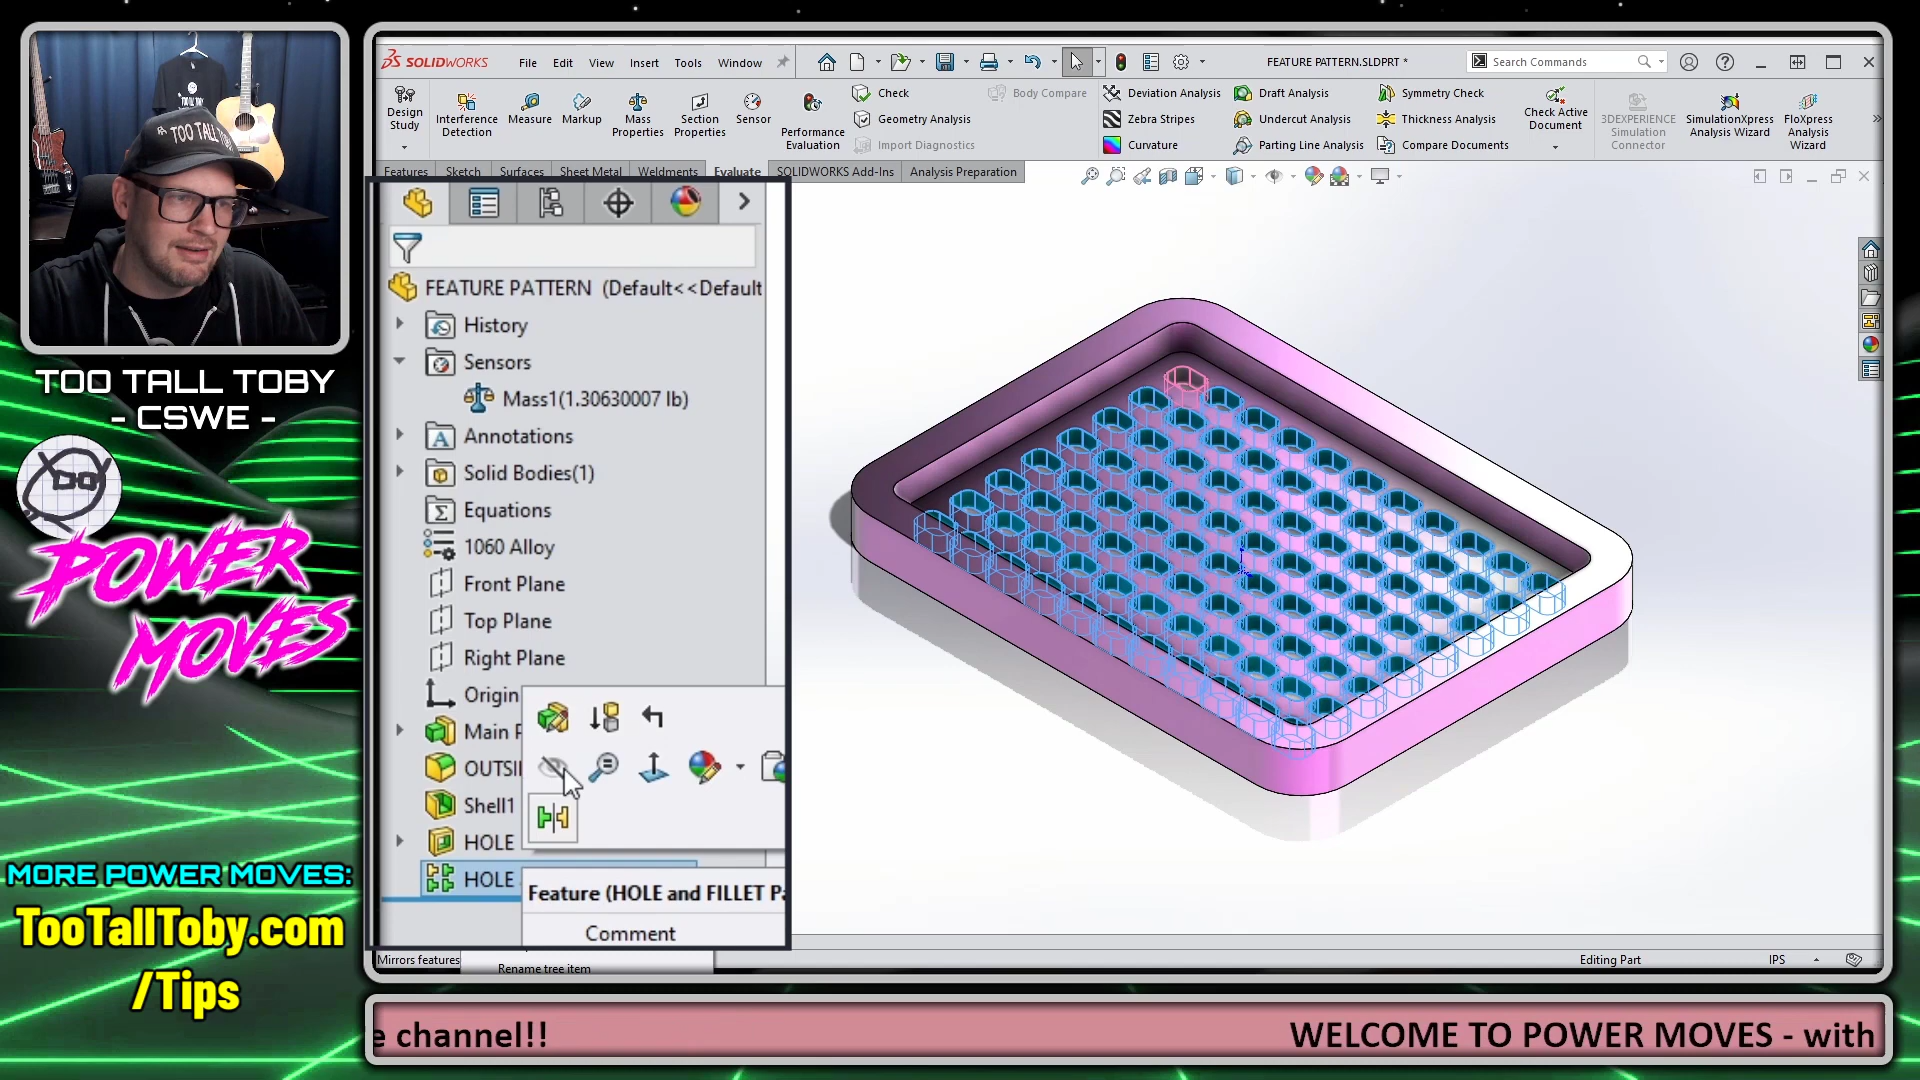 TOO TALL TOBY
TOO TALL TOBY
- CSWE -
POWER
MOVES
MORE POWER MOVES:
TooTallToby.com
/Tips
SOLIDWORKS
File
Edit
View
Insert
Tools
Window
FEATURE PATTERN.SLDPRT *
Search Commands
Design
Study
Interference
Detection
Measure
Markup
Mass
Properties
Section
Properties
Sensor
Performance
Evaluation
Check
Geometry Analysis
Import Diagnostics
Body Compare
Deviation Analysis
Zebra Stripes
Curvature
Draft Analysis
Undercut Analysis
Parting Line Analysis
Symmetry Check
Thickness Analysis
Compare Documents
Check Active
Document
3DEXPERIENCE
Simulation
Connector
SimulationXpress
Analysis Wizard
FloXpress
Analysis
Wizard
Features
Sketch
Surfaces
Sheet Metal
Weldments
Evaluate
SOLIDWORKS Add-Ins
Analysis Preparation
FEATURE PATTERN (Default<<Default
History
Sensors
Mass1(1.30630007 lb)
Annotations
Solid Bodies(1)
Equations
1060 Alloy
Front Plane
Top Plane
Right Plane
Origin
Main
OUTSI
Shell1
HOLE
HOLE
Feature (HOLE and FILLET Pa
Comment
Mirrors features
Rename tree item
Editing Part
IPS
e channel!!
WELCOME TO POWER MOVES - with